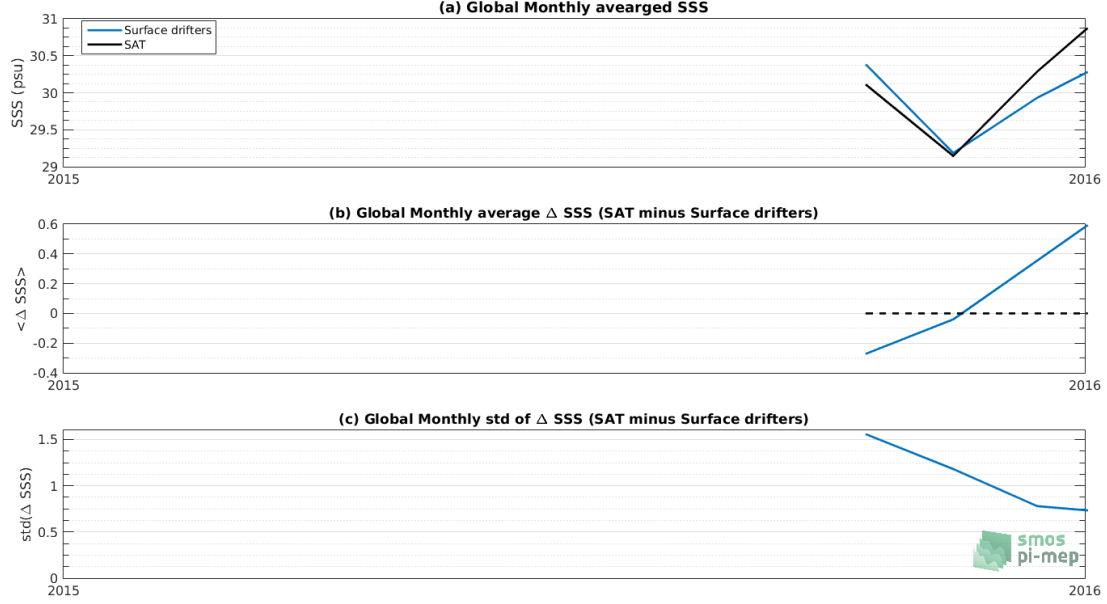 (a) Global Monthly avearged SSS
Surface drifters
SAT
SSS (psu)
31
30.5
30
29.5
29
2015
2016
(b) Global Monthly average Δ SSS (SAT minus Surface drifters)
<Δ SSS>
0.6
0.4
0.2
0
-0.2
-0.4
2015
2016
(c) Global Monthly std of Δ SSS (SAT minus Surface drifters)
std(Δ SSS)
1.5
1
0.5
0
2015
2016
smos
pi-mep